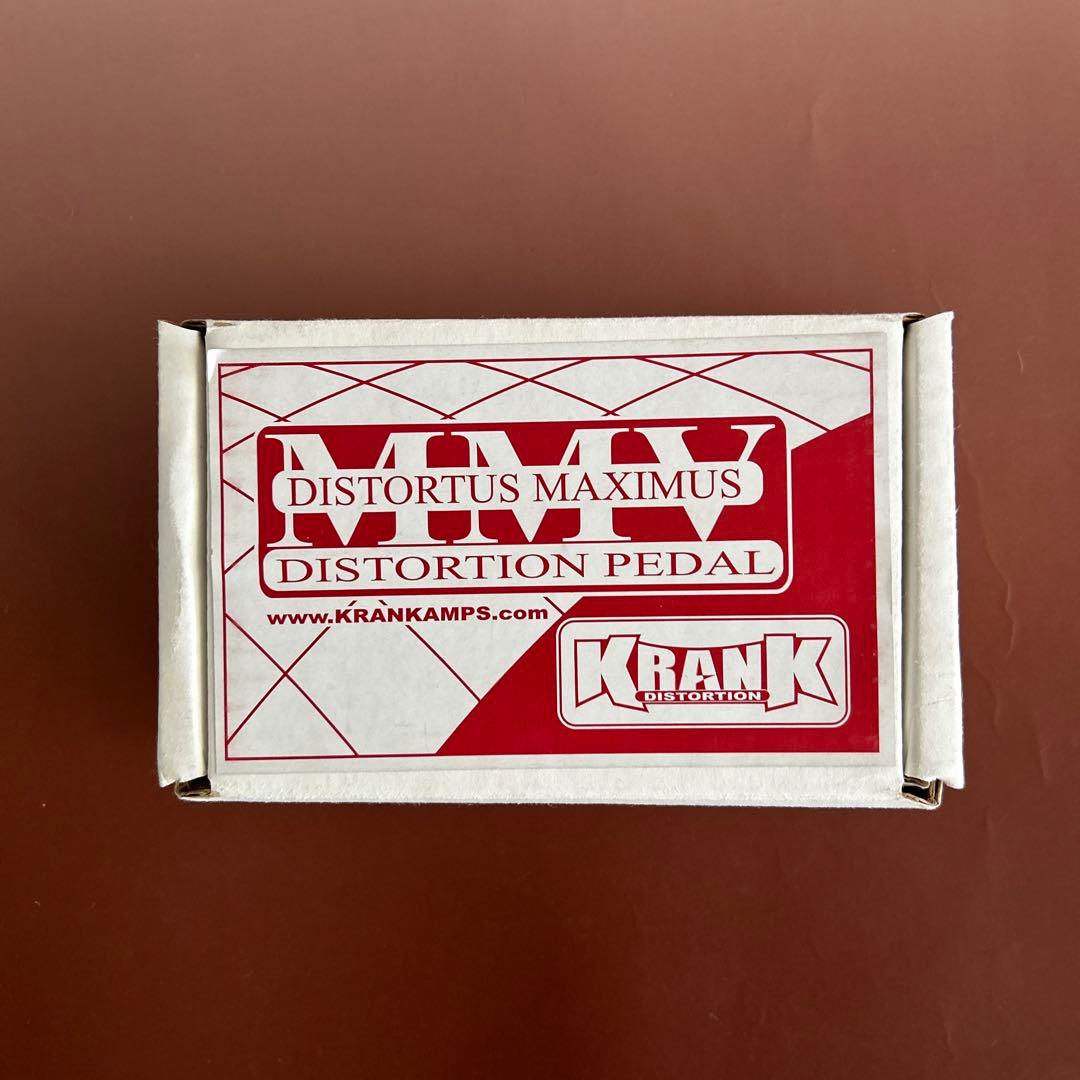 MMV
DISTORTUS MAXIMUS
DISTORTION PEDAL
www.KRANKAMPS.com
KRANK
DISTORTION